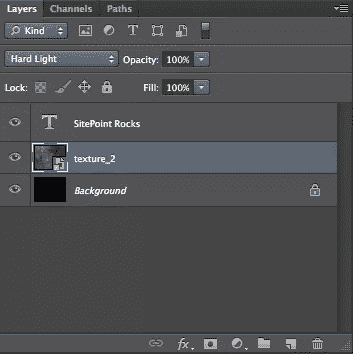 Layers Channels Paths
Kind
Hard Light Opacity: 100%
Lock: Fill: 100%
T SitePoint Rocks
texture_2
Background
fx